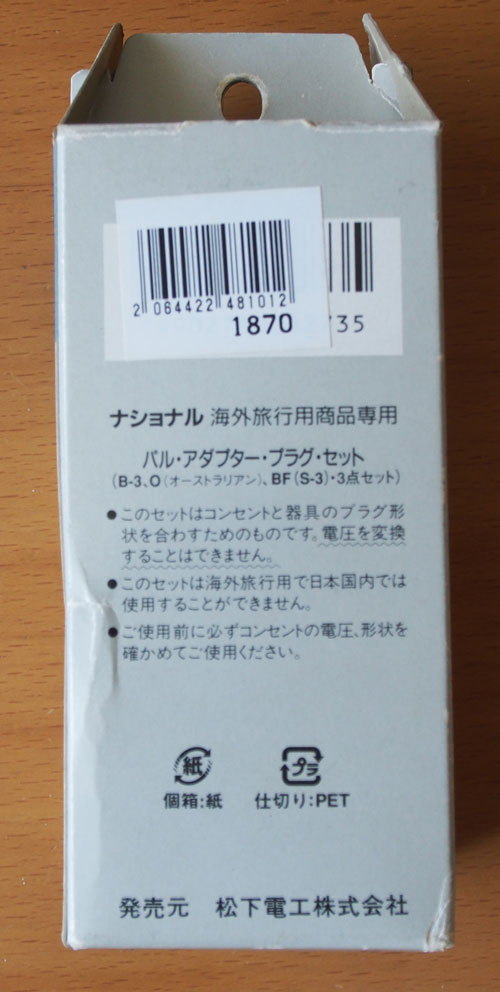 2 064422 481012
1870
735
ナショナル 海外旅行用商品専用
パル・アダプター・プラグ・セット
(B-3、O(オーストラリアン)、BF(S-3)・3点セット)
●このセットはコンセントと器具のプラグ形
状を合わすためのものです。電圧を変換
することはできません。
●このセットは海外旅行用で日本国内では
使用することができません。
●ご使用前に必ずコンセントの電圧、形状を
確かめてご使用ください。
紙 プラ
個箱:紙 仕切り:PET
発売元 松下電工株式会社